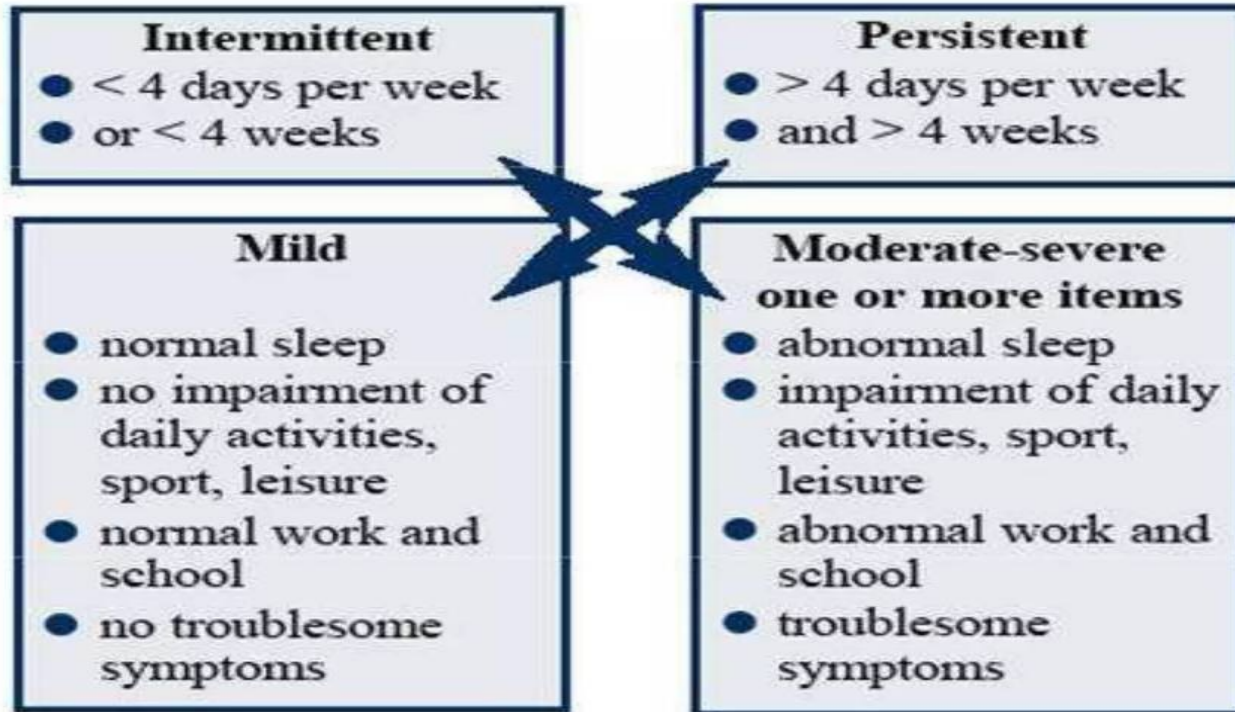 Intermittent
● < 4 days per week
● or < 4 weeks
Persistent
● > 4 days per week
● and > 4 weeks
Mild
● normal sleep
● no impairment of
daily activities,
sport, leisure
● normal work and
school
● no troublesome
symptoms
Moderate-severe
one or more items
● abnormal sleep
● impairment of daily
activities, sport,
leisure
● abnormal work and
school
● troublesome
symptoms